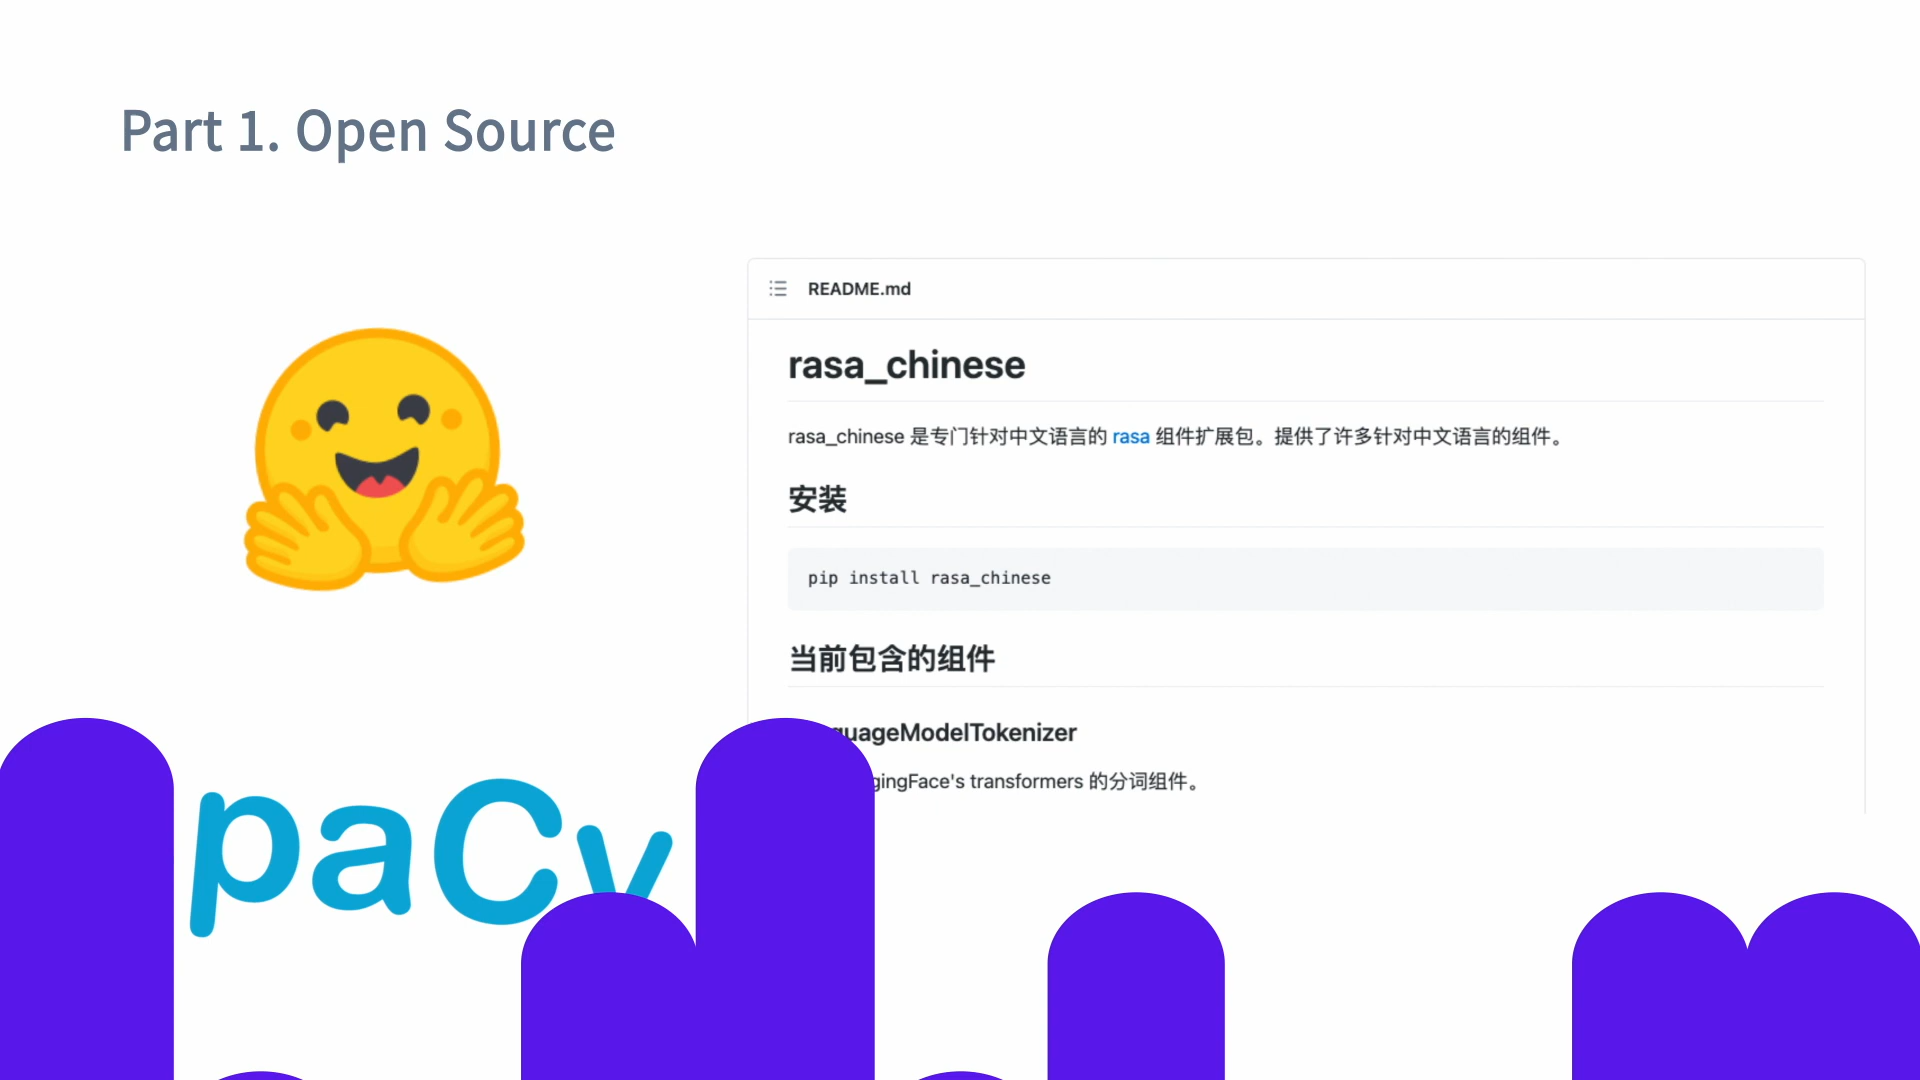 Part 1. Open Source
README.md
rasa_chinese
rasa_chinese 是专门针对中文语言的 rasa 组件扩展包。提供了许多针对中文语言的组件。
安装
pip install rasa_chinese
当前包含的组件
guageModelTokenizer
gingFace's transformers 的分词组件。
paCy